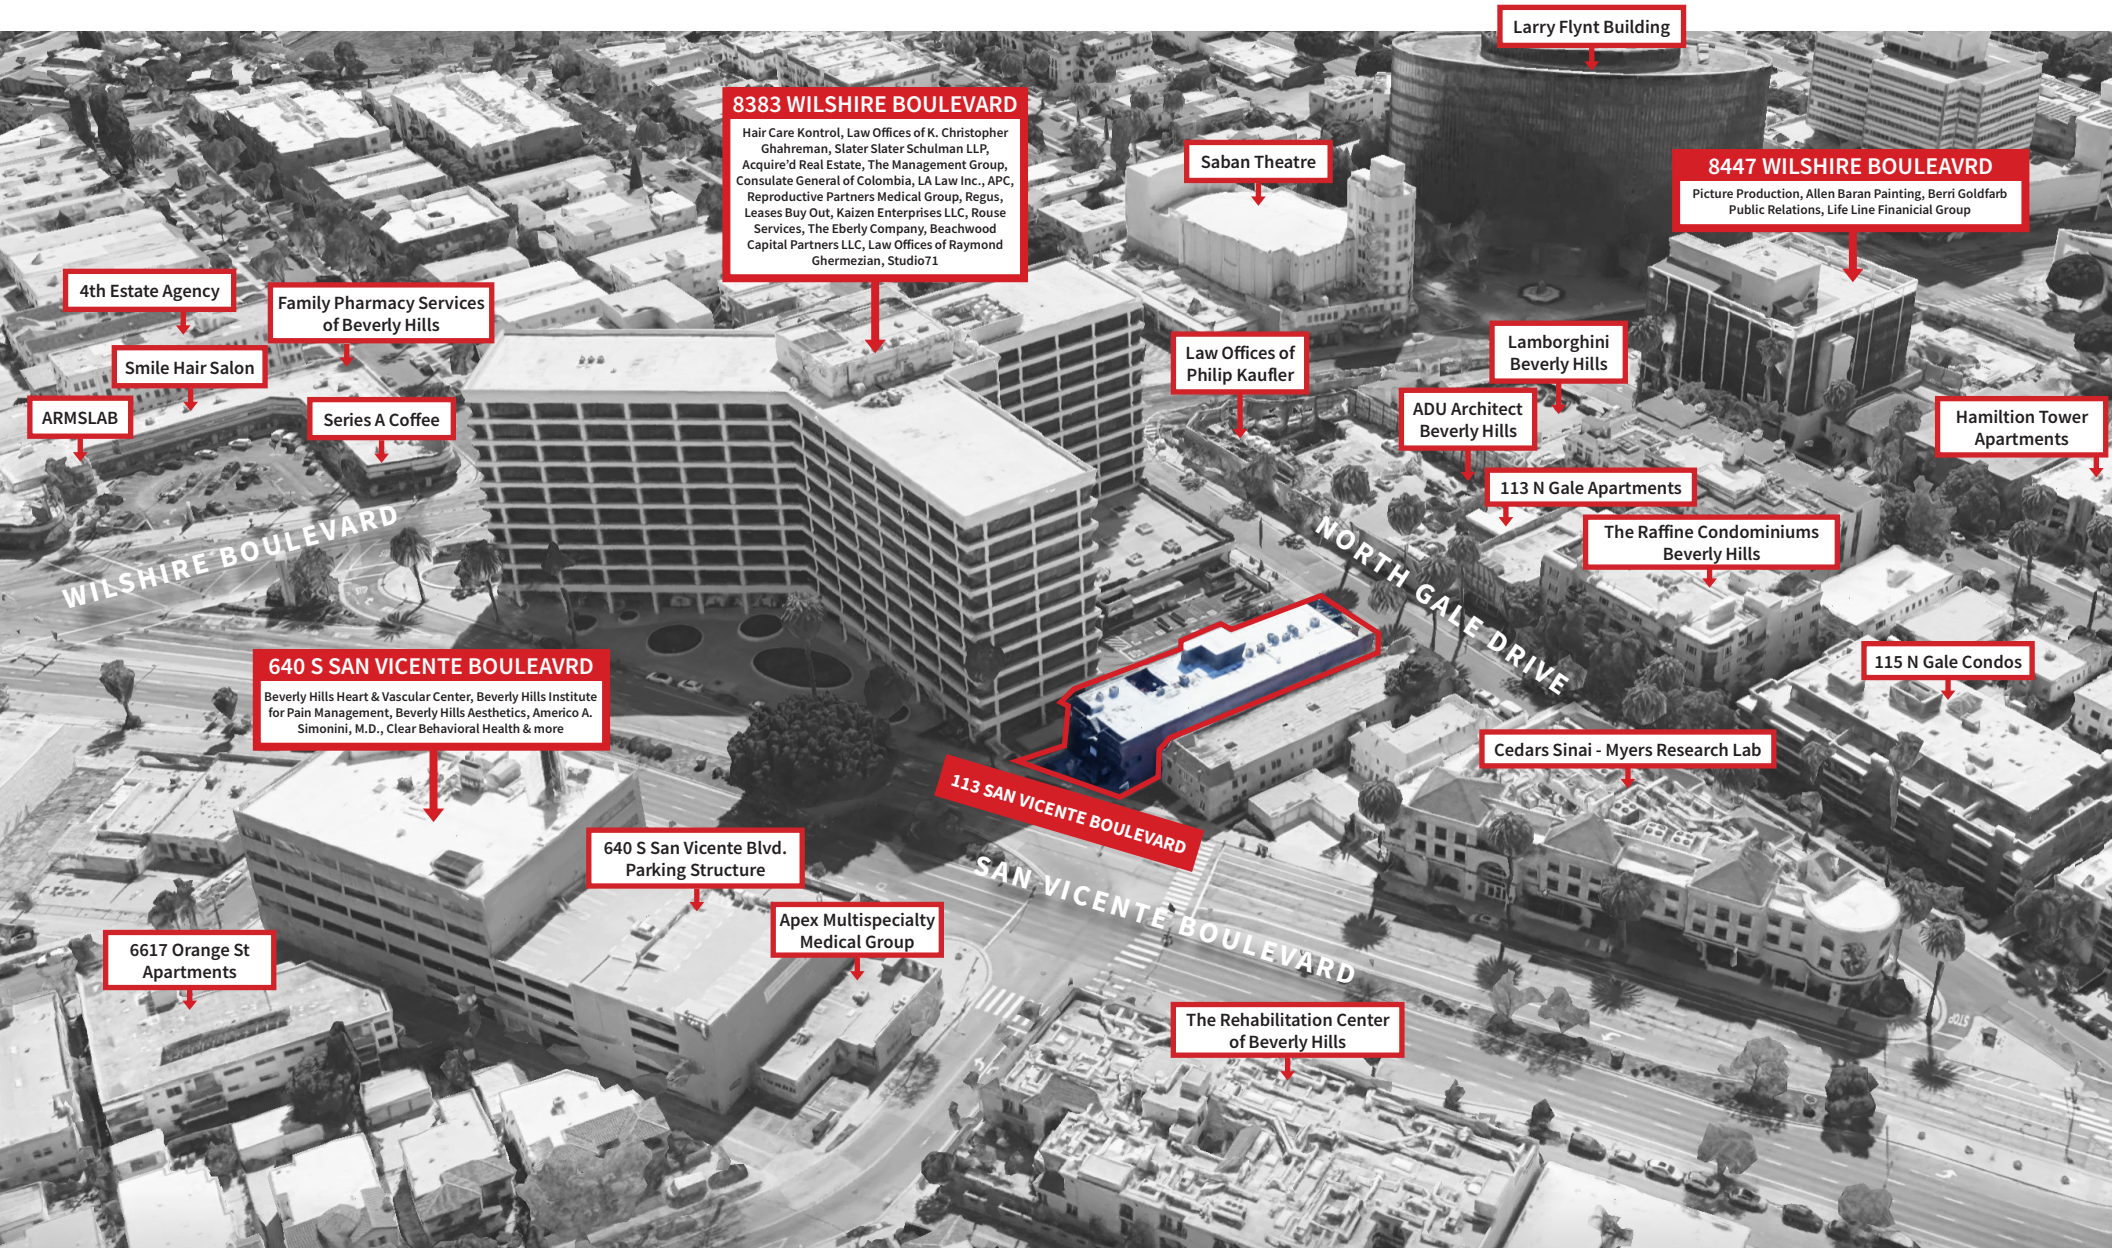 Larry Flynt Building
8383 WILSHIRE BOULEVARD
Hair Care Kontrol, Law Offices of K. Christopher
Ghahreman, Slater Slater Schulman LLP,
Acquire'd Real Estate, The Management Group,
Consulate General of Colombia, LA Law Inc., APC,
Reproductive Partners Medical Group, Regus,
Leases Buy Out, Kaizen Enterprises LLC, Rouse
Services, The Eberly Company, Beachwood
Capital Partners LLC, Law Offices of Raymond
Ghermezian, Studio71
Saban Theatre
8447 WILSHIRE BOULEAVRD
Picture Production, Allen Baran Painting, Berri Goldfarb
Public Relations, Life Line Finanicial Group
4th Estate Agency
Family Pharmacy Services
of Beverly Hills
Smile Hair Salon
ARMSLAB
Series A Coffee
Law Offices of
Philip Kaufler
Lamborghini
Beverly Hills
ADU Architect
Beverly Hills
Hamiltion Tower
Apartments
113 N Gale Apartments
The Raffine Condominiums
Beverly Hills
WILSHIRE BOULEVARD
NORTH GALE DRIVE
640 S SAN VICENTE BOULEAVRD
Beverly Hills Heart & Vascular Center, Beverly Hills Institute
for Pain Management, Beverly Hills Aesthetics, Americo A.
Simonini, M.D., Clear Behavioral Health & more
115 N Gale Condos
Cedars Sinai - Myers Research Lab
113 SAN VICENTE BOULEVARD
640 S San Vicente Blvd.
Parking Structure
SAN VICENTE BOULEVARD
Apex Multispecialty
Medical Group
6617 Orange St
Apartments
The Rehabilitation Center
of Beverly Hills
STOP
STOP